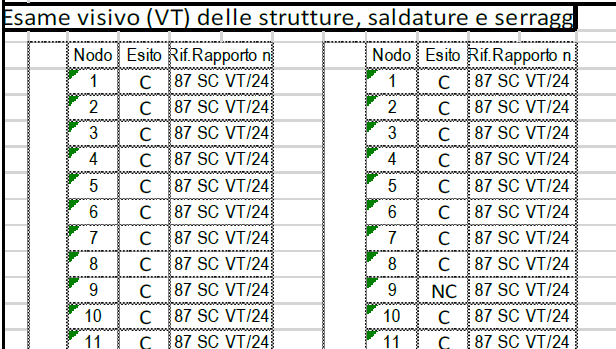 Esame visivo (VT) delle strutture, saldature e serragg
Nodo Esito Rif.Rapporto n Nodo Esito Rif.Rapporto n.
1 C 87 SC VT/24 1 C 87 SC VT/24
2 C 87 SC VT/24 2 C 87 SC VT/24
3 C 87 SC VT/24 3 C 87 SC VT/24
4 C 87 SC VT/24 4 C 87 SC VT/24
5 C 87 SC VT/24 5 C 87 SC VT/24
6 C 87 SC VT/24 6 C 87 SC VT/24
7 C 87 SC VT/24 7 C 87 SC VT/24
8 C 87 SC VT/24 8 C 87 SC VT/24
9 C 87 SC VT/24 9 NC 87 SC VT/24
10 C 87 SC VT/24 10 C 87 SC VT/24
11 C 87 SC VT/24 11 C 87 SC VT/24